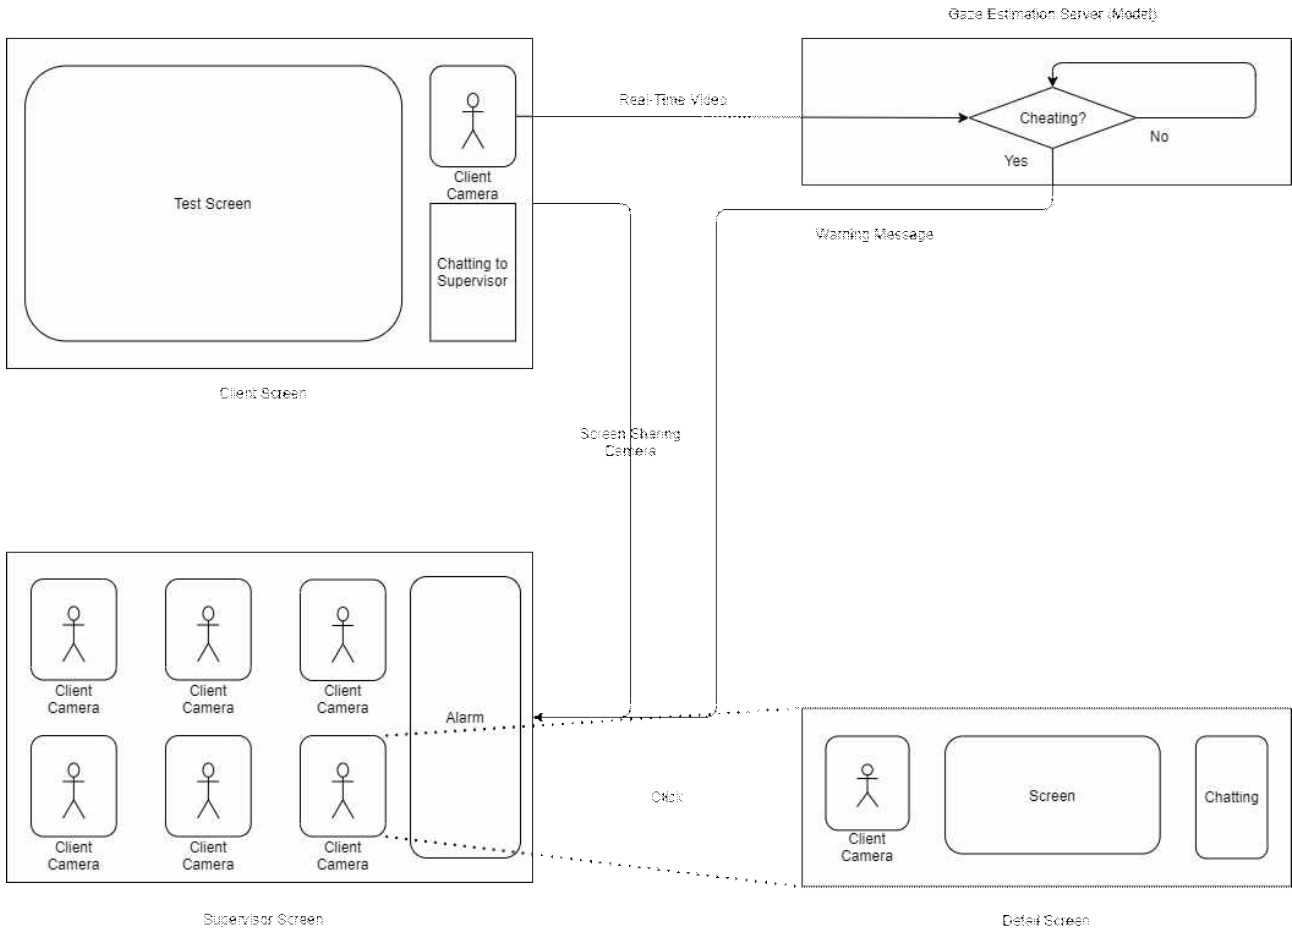 Gaze Estimation Server (Model)
Real-Time Video
Cheating?
No
Yes
Client
Camera
Test Screen
Warning Message
Chatting to
Supervisor
Client Screen
Screen Sharing
Camera
Client
Camera
Client
Camera
Client
Camera
Alarm
Click
Client
Camera
Screen
Chatting
Client
Camera
Client
Camera
Client
Camera
Supervisor Screen
Detail Screen